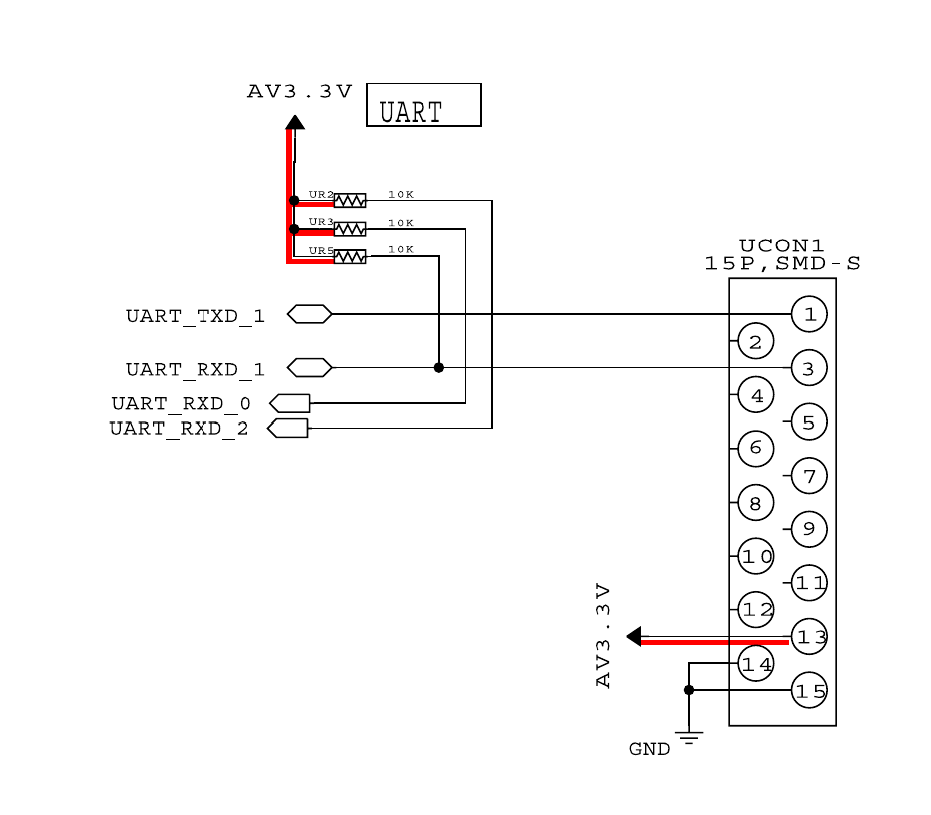 AV3.3V
UART
UR2 10K
UR3 10K
UR5 10K
UCON1
15P,SMD-S
UART_TXD_1
1
2
UART_RXD_1
3
4
UART_RXD_0
5
UART_RXD_2
6
7
8
9
10
11
12
AV3.3V
13
14
15
GND